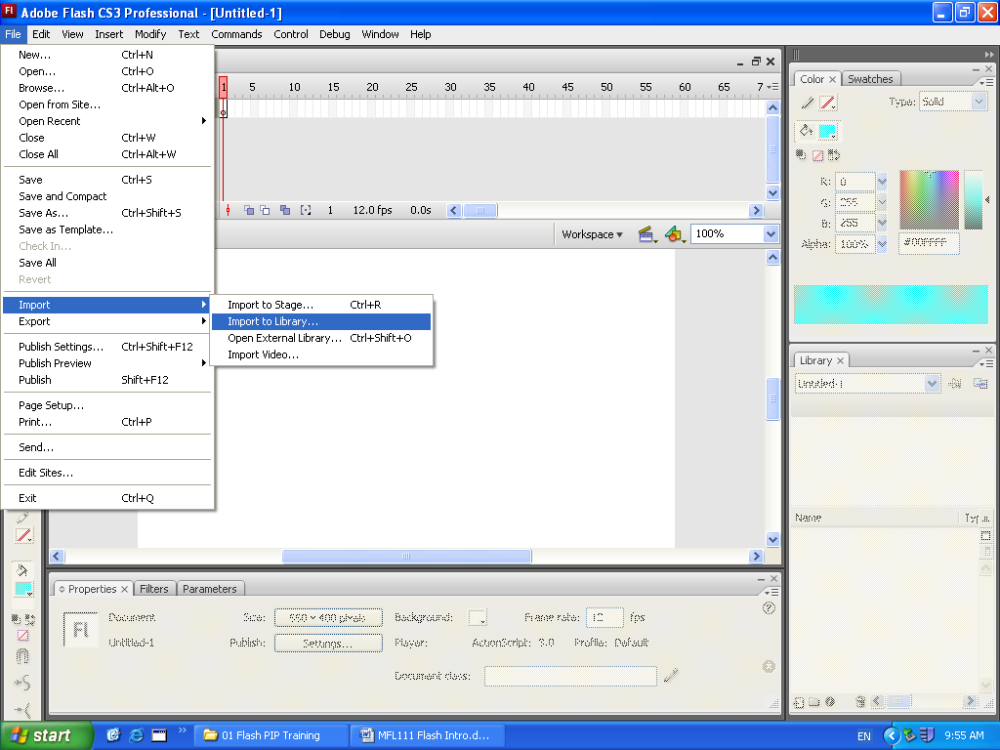 Fl Adobe Flash CS3 Professional - [Untitled-1]
File Edit View Insert Modify Text Commands Control Debug Window Help
New... Ctrl+N
Open... Ctrl+O
Browse... Ctrl+Alt+O
Open from Site...
Open Recent
Close Ctrl+W
Close All Ctrl+Alt+W
Save Ctrl+S
Save and Compact
Save As... Ctrl+Shift+S
Save as Template...
Check In...
Save All
Revert
Import
Export
Publish Settings... Ctrl+Shift+F12
Publish Preview
Publish Shift+F12
Page Setup...
Print... Ctrl+P
Send...
Edit Sites...
Exit Ctrl+Q
Import to Stage... Ctrl+R
Import to Library...
Open External Library... Ctrl+Shift+O
Import Video...
1 5 10 15 20 25 30 35 40 45 50 55 60 65 7
1 12.0 fps 0.0s
Workspace 100%
Color Swatches
Type: Solid
R: 0
G: 255
B: 255
Alpha: 100% #00FFFF
Library
Untitled-1
Name Typ
Properties Filters Parameters
Fl
Document Size: 550 x 400 pixels Background: Frame rate: 12 fps
Untitled-1 Publish: Settings... Player: ActionScript: 3.0 Profile: Default
Document class:
start 01 Flash PIP Training MFL111 Flash Intro.d... EN 9:55 AM